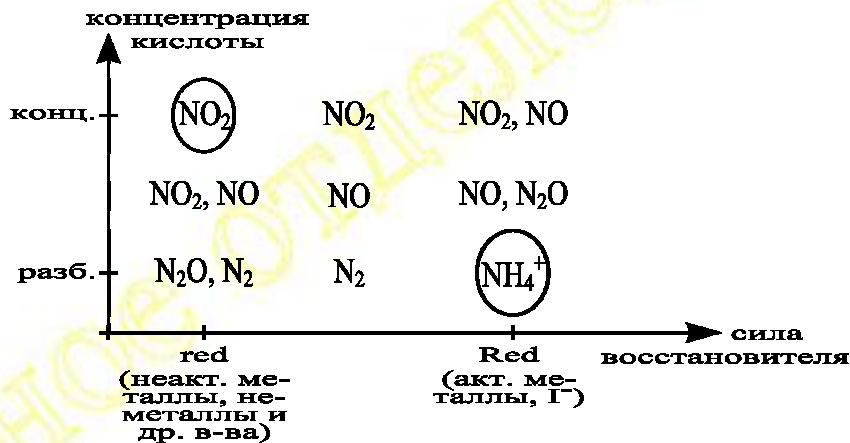 концентрация
кислоты
конц.
NO₂
NO₂
NO₂, NO
NO₂, NO
NO
NO, N₂O
разб.
N₂O, N₂
N₂
NH₄⁺
сила
восстановителя
red
(неакт. ме-
таллы, не-
металлы и
др. в-ва)
Red
(акт. ме-
таллы, I⁻)